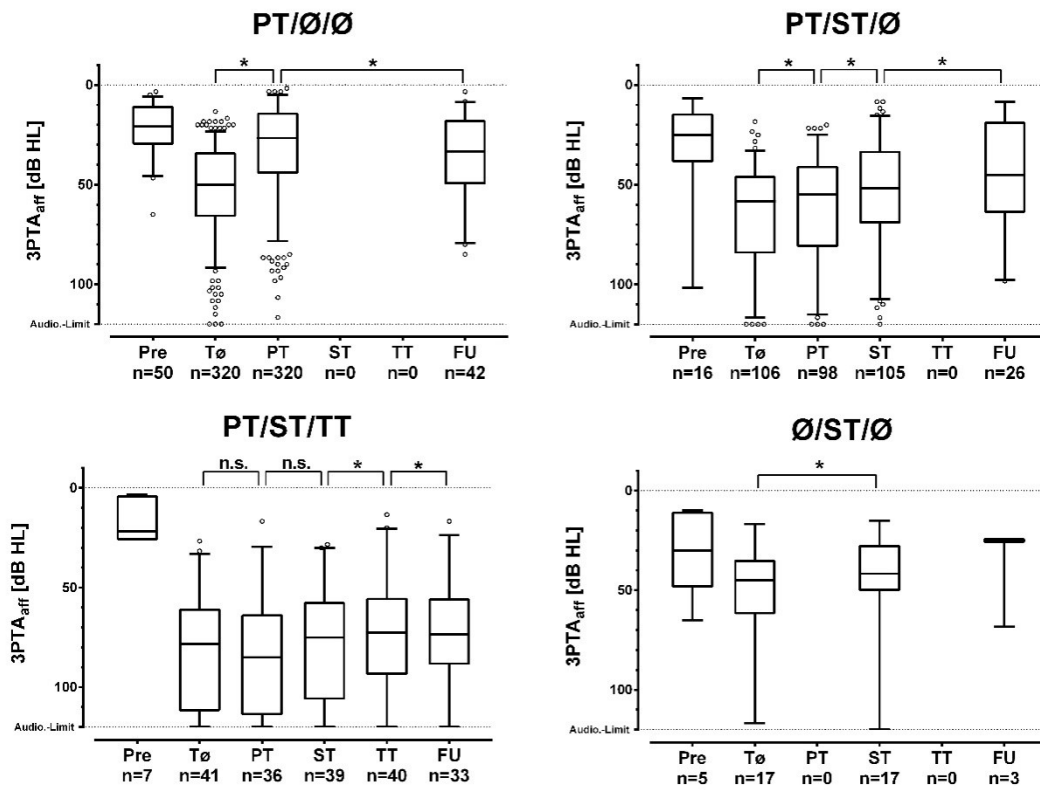 PT/Ø/Ø
* *
0
50
100
Audio.-Limit
3PTAaff [dB HL]
Pre Tø PT ST TT FU
n=50 n=320 n=320 n=0 n=0 n=42
PT/ST/Ø
* * *
0
50
100
Audio.-Limit
3PTAaff [dB HL]
Pre Tø PT ST TT FU
n=16 n=106 n=98 n=105 n=0 n=26
PT/ST/TT
n.s. n.s. * *
0
50
100
Audio.-Limit
3PTAaff [dB HL]
Pre Tø PT ST TT FU
n=7 n=41 n=36 n=39 n=40 n=33
Ø/ST/Ø
*
0
50
100
Audio.-Limit
3PTAaff [dB HL]
Pre Tø PT ST TT FU
n=5 n=17 n=0 n=17 n=0 n=3